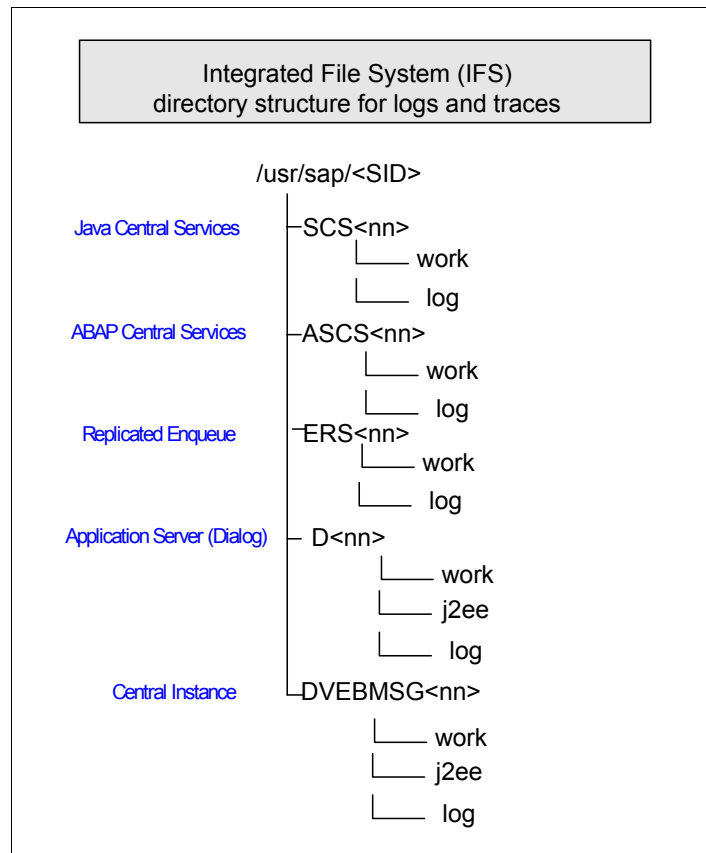 Integrated File System (IFS)
directory structure for logs and traces
/usr/sap/<SID>
Java Central Services SCS<nn>
work
log
ABAP Central Services ASCS<nn>
work
log
Replicated Enqueue ERS<nn>
work
log
Application Server (Dialog) D<nn>
work
j2ee
log
Central Instance DVEBMSG<nn>
work
j2ee
log